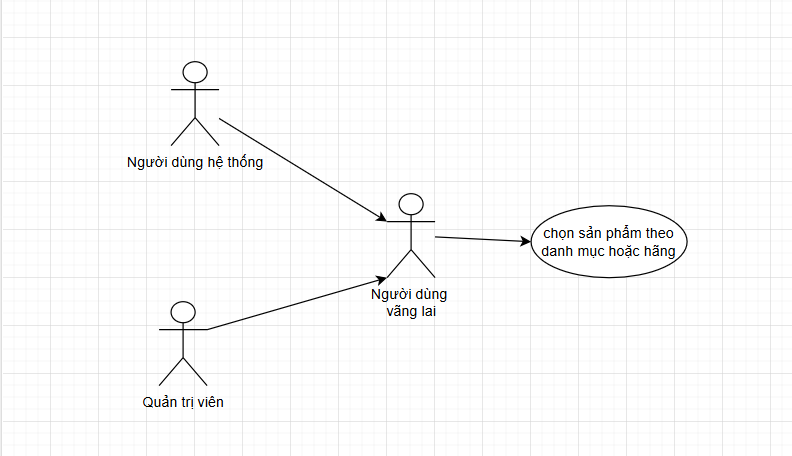 Người dùng hệ thống
chọn sản phẩm theo
danh mục hoặc hãng
Người dùng
vãng lai
Quản trị viên